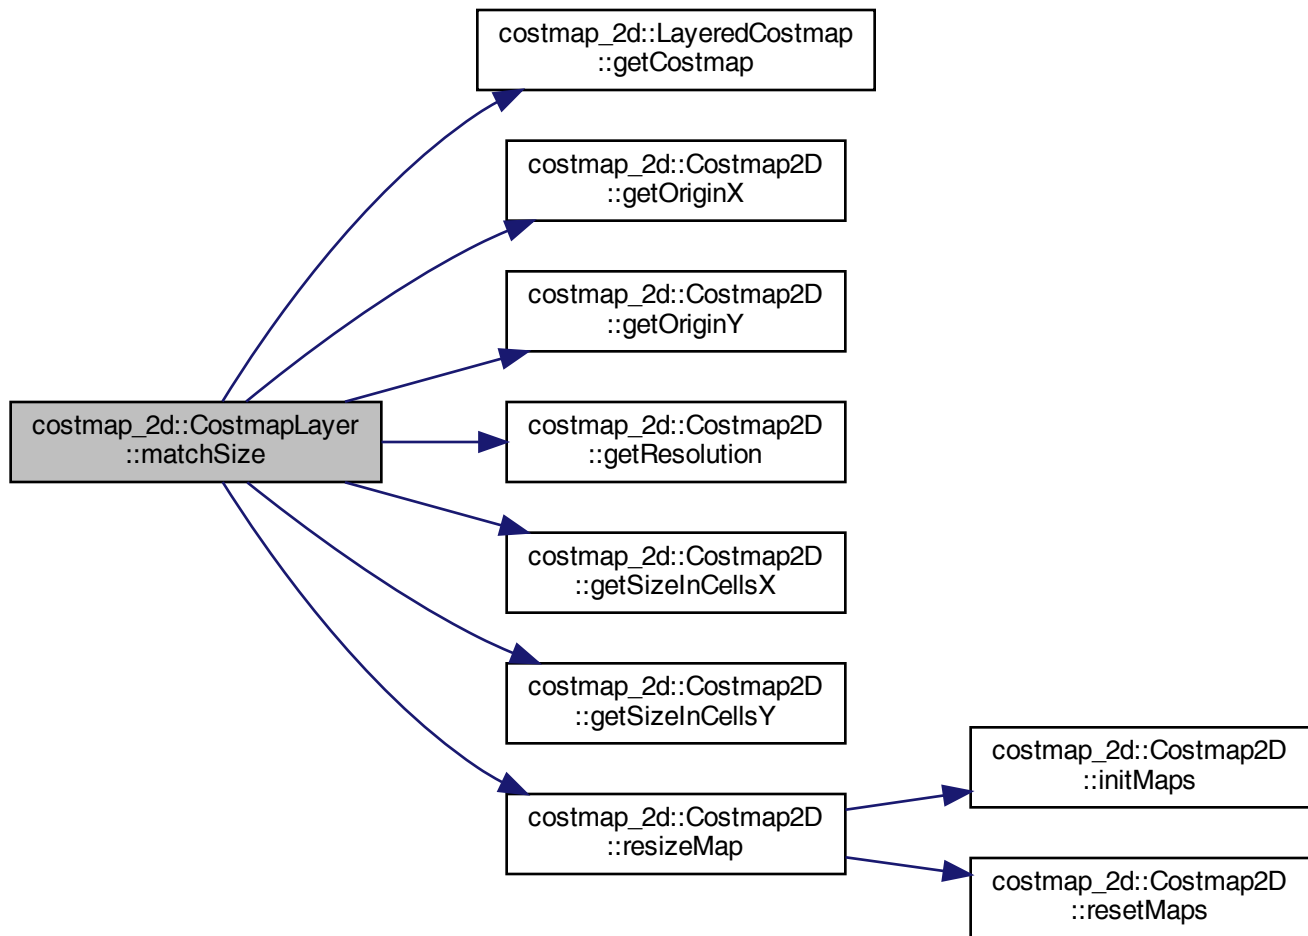 costmap_2d::LayeredCostmap
::getCostmap
costmap_2d::Costmap2D
::getOriginX
costmap_2d::Costmap2D
::getOriginY
costmap_2d::CostmapLayer
::matchSize
costmap_2d::Costmap2D
::getResolution
costmap_2d::Costmap2D
::getSizeInCellsX
costmap_2d::Costmap2D
::getSizeInCellsY
costmap_2d::Costmap2D
::resizeMap
costmap_2d::Costmap2D
::initMaps
costmap_2d::Costmap2D
::resetMaps